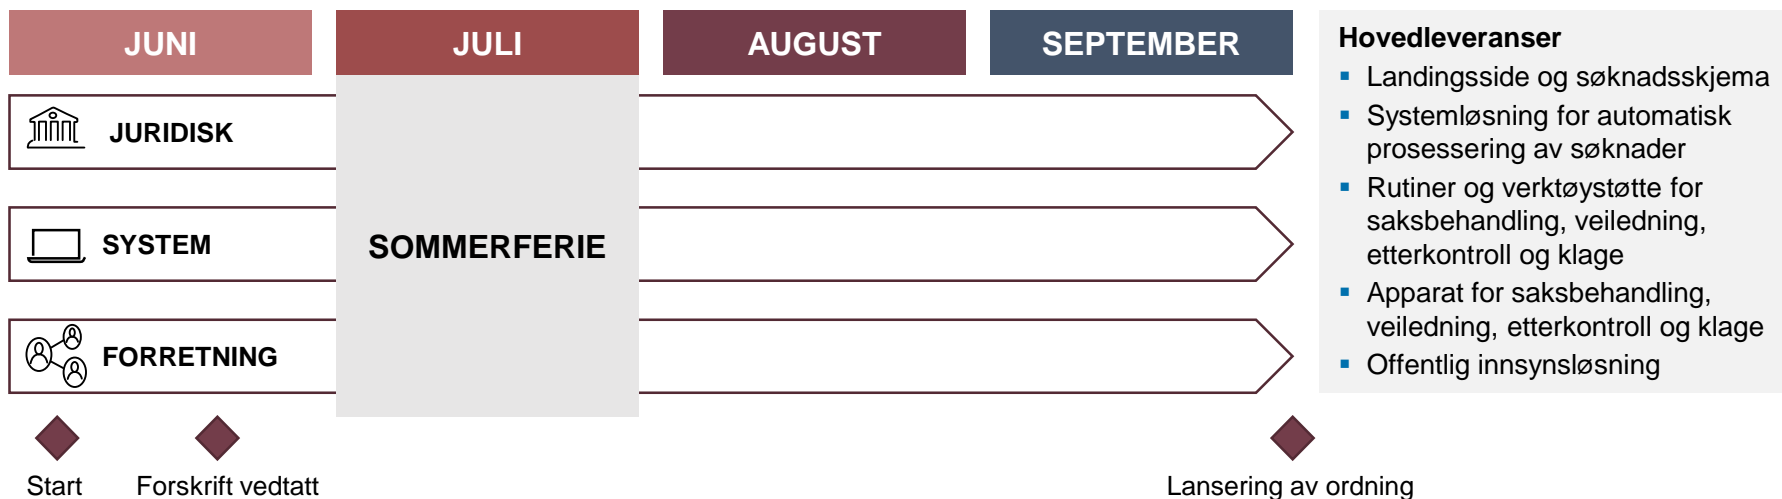 JUNI
JULI
AUGUST
SEPTEMBER
JURIDISK
SYSTEM
SOMMERFERIE
FORRETNING
Start
Forskrift vedtatt
Lansering av ordning
Hovedleveranser
Landingsside og søknadsskjema
Systemløsning for automatisk
prosessering av søknader
Rutiner og verktøystøtte for
saksbehandling, veiledning,
etterkontroll og klage
Apparat for saksbehandling,
veiledning, etterkontroll og klage
Offentlig innsynsløsning